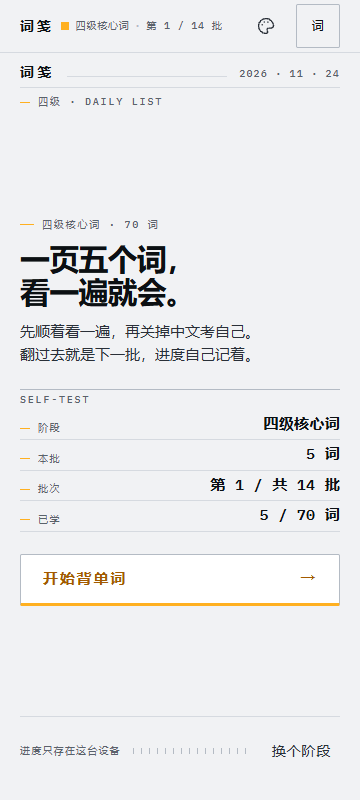 词笺 四级核心词 · 第 1 / 14 批 词
词笺 2026 · 11 · 24
四级 · DAILY LIST
四级核心词 · 70 词
一页五个词，
看一遍就会。
先顺着看一遍，再关掉中文考自己。
翻过去就是下一批，进度自己记着。
SELF-TEST
阶段 四级核心词
本批 5 词
批次 第 1 / 共 14 批
已学 5 / 70 词
开始背单词 →
进度只存在这台设备 换个阶段